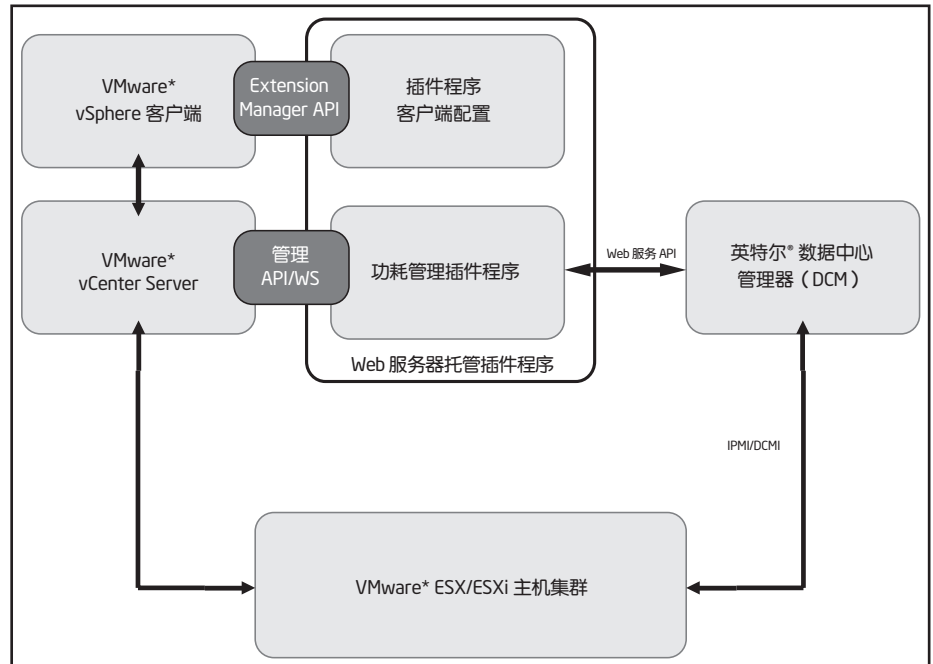 VMware*
vSphere 客户端
Extension
Manager API
插件程序
客户端配置
VMware*
vCenter Server
管理
API/WS
功耗管理插件程序
Web 服务 API
英特尔® 数据中心
管理器（DCM）
Web 服务器托管插件程序
IPMI/DCMI
VMware* ESX/ESXi 主机集群